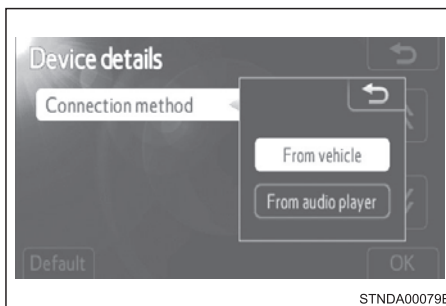 Device details
Connection method
From vehicle
From audio player
Default
OK
STNDA00079E